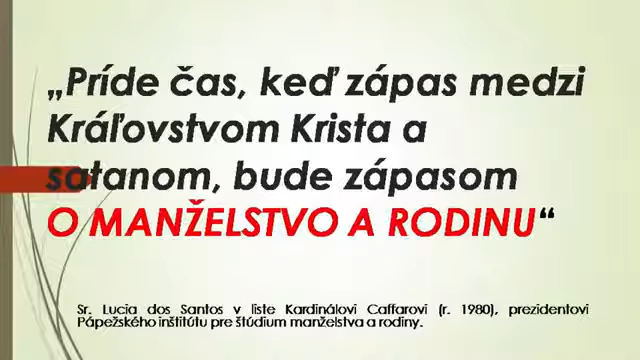 „Príde čas, keď zápas medzi
Kráľovstvom Krista a
satanom, bude zápasom
O MANŽELSTVO A RODINU“
Sr. Lucia dos Santos v liste Kardinálovi Caffarovi (r. 1980), prezidentovi
Pápežského inštitútu pre štúdium manželstva a rodiny.